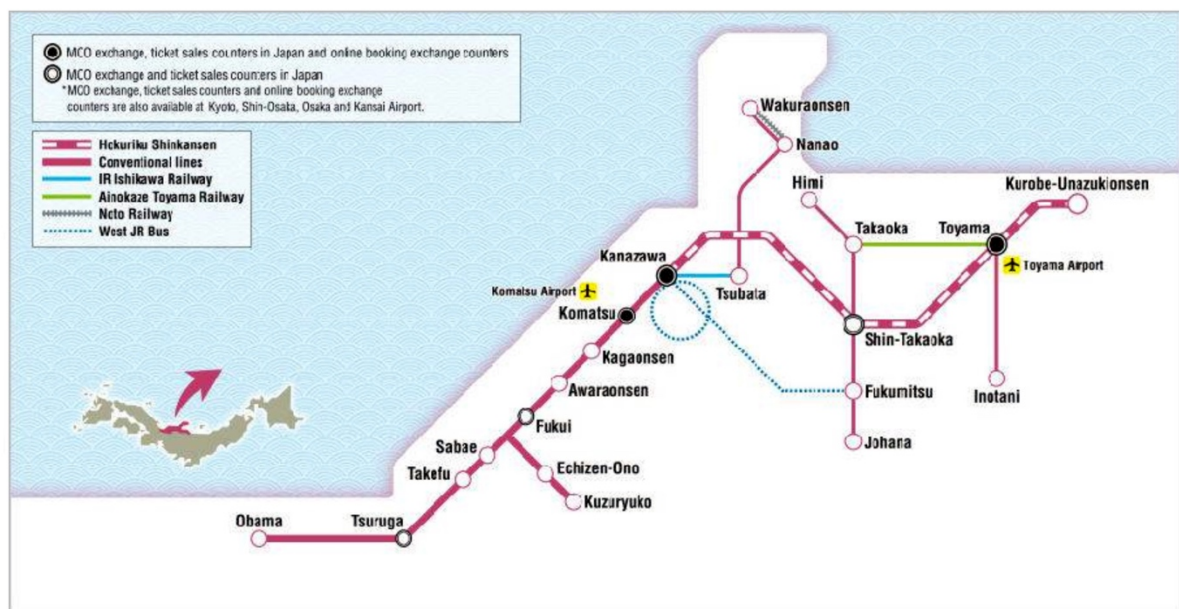 MCO exchange, ticket sales counters in Japan and online booking exchange counters
MCO exchange and ticket sales counters in Japan
*MCO exchange, ticket sales counters and online booking exchange
counters are also available at Kyoto, Shin-Osaka, Osaka and Kansai Airport.
Hokuriku Shinkansen
Conventional lines
IR Ishikawa Railway
Ainokaze Toyama Railway
Noto Railway
West JR Bus
Wakuraonsen
Nanao
Himi
Kurobe-Unazukionsen
Takaoka
Toyama
Kanazawa
Toyama Airport
Tsubata
Komatsu Airport
Komatsu
Shin-Takaoka
Kagaonsen
Awaraonsen
Fukumitsu
Inotani
Fukui
Johana
Sabae
Echizen-Ono
Takefu
Kuzuryuko
Obama
Tsuruga